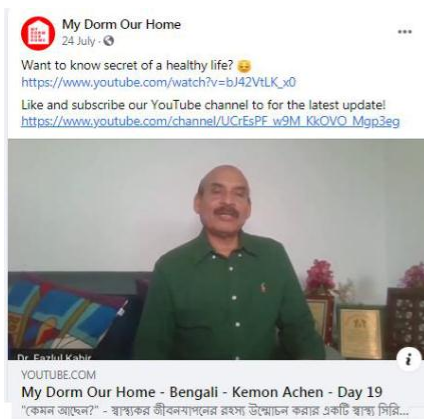 My Dorm Our Home
24 July ·
Want to know secret of a healthy life? 😏
https://www.youtube.com/watch?v=bJ42VtLK_x0
Like and subscribe our YouTube channel to for the latest update!
https://www.youtube.com/channel/UCrEsPF_w9M_KkOVO_Mgp3eg
Dr. Fazlul Kabir
YOUTUBE.COM
My Dorm Our Home - Bengali - Kemon Achen - Day 19
"কেমন আছেন?" - স্বাস্থ্যকর জীবনযাপনের রহস্য উন্মোচন করার একটি স্বাস্থ্য সিরি...